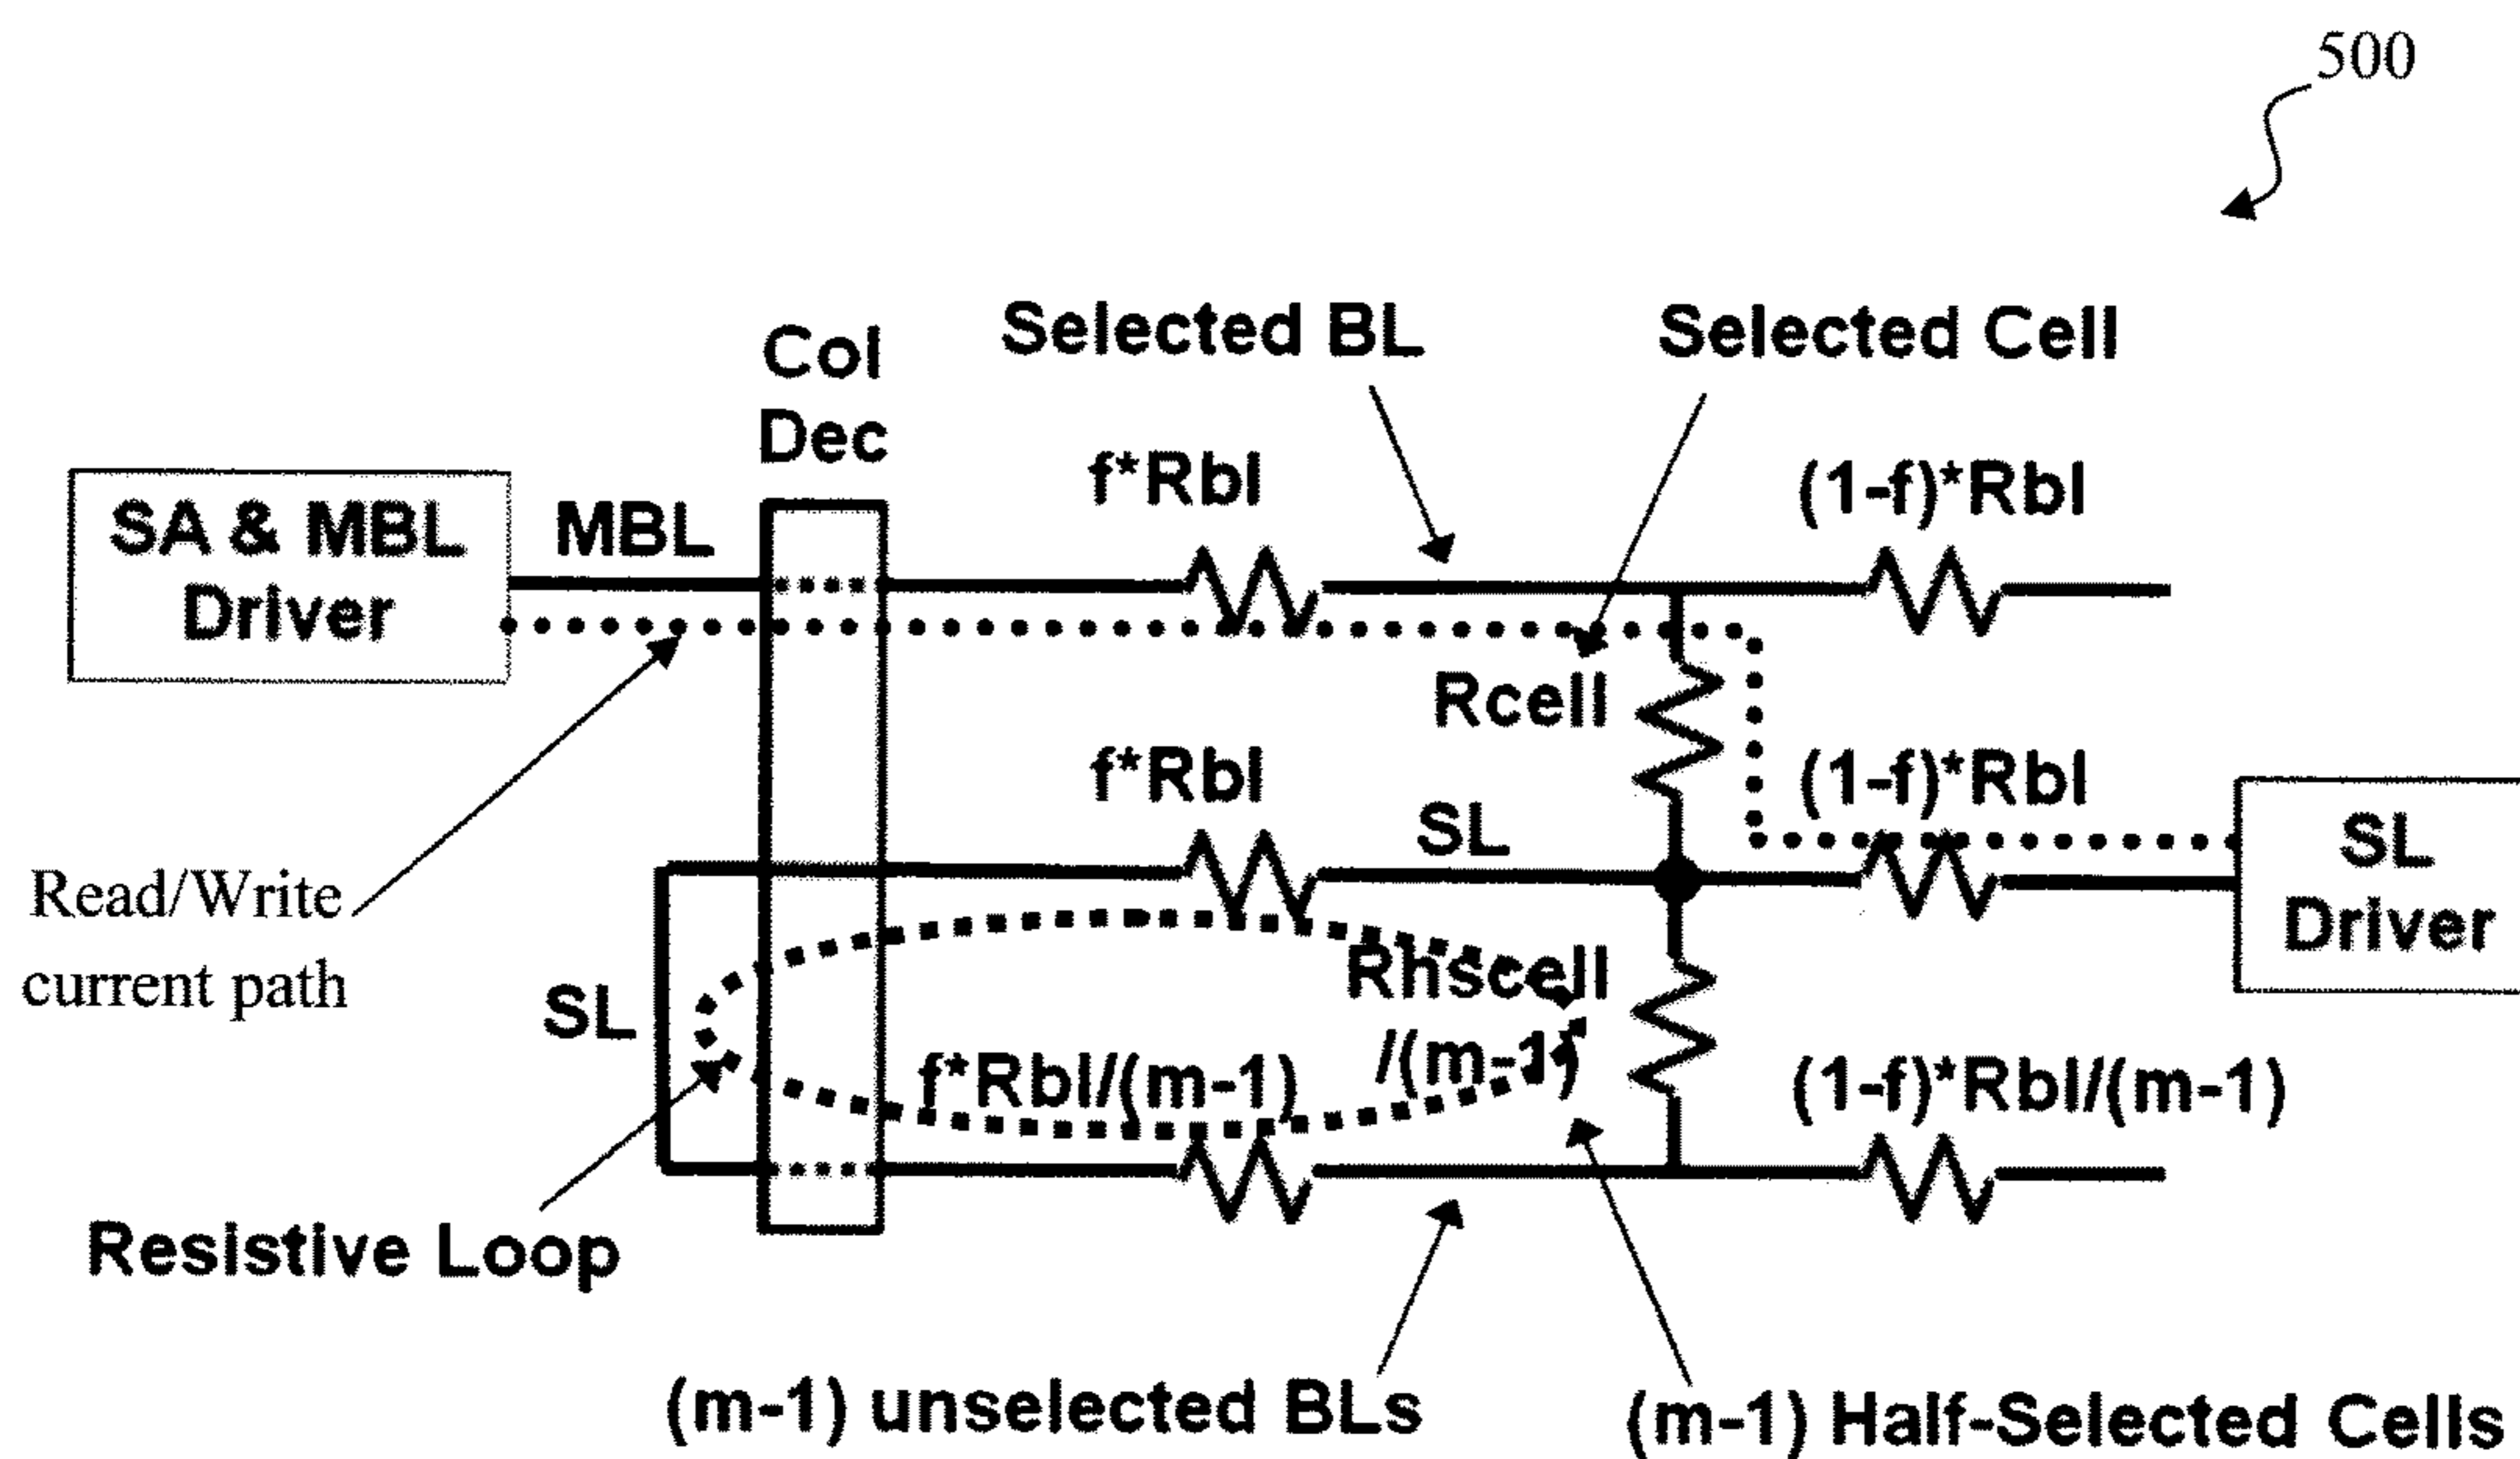 500
Selected BL
Selected Cell
Col
Dec
f*Rbl
(1-f)*Rbl
SA & MBL
Driver
MBL
Rcell
f*Rbl
SL
(1-f)*Rbl
SL
Driver
Read/Write
current path
SL
Rhscell
/(m-1)
f*Rbl/(m-1)
(1-f)*Rbl/(m-1)
Resistive Loop
(m-1) unselected BLs
(m-1) Half-Selected Cells